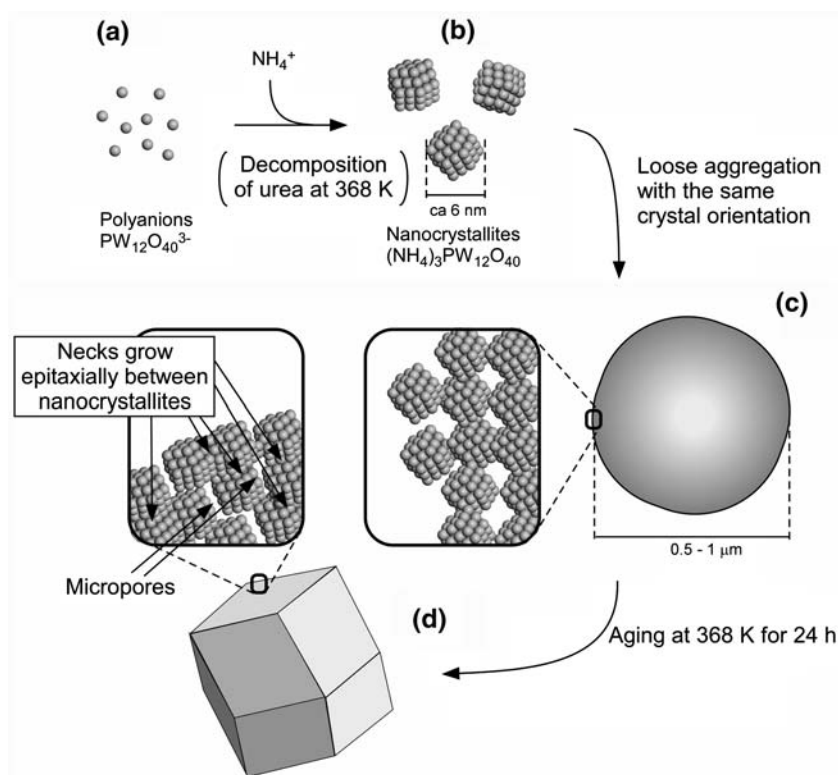 (a)
NH₄⁺
(b)
Decomposition
of urea at 368 K
Polyanions
PW₁₂O₄₀³⁻
ca 6 nm
Nanocrystallites
(NH₄)₃PW₁₂O₄₀
Loose aggregation
with the same
crystal orientation
(c)
Necks grow
epitaxially between
nanocrystallites
Micropores
0.5 - 1 μm
(d)
Aging at 368 K for 24 h